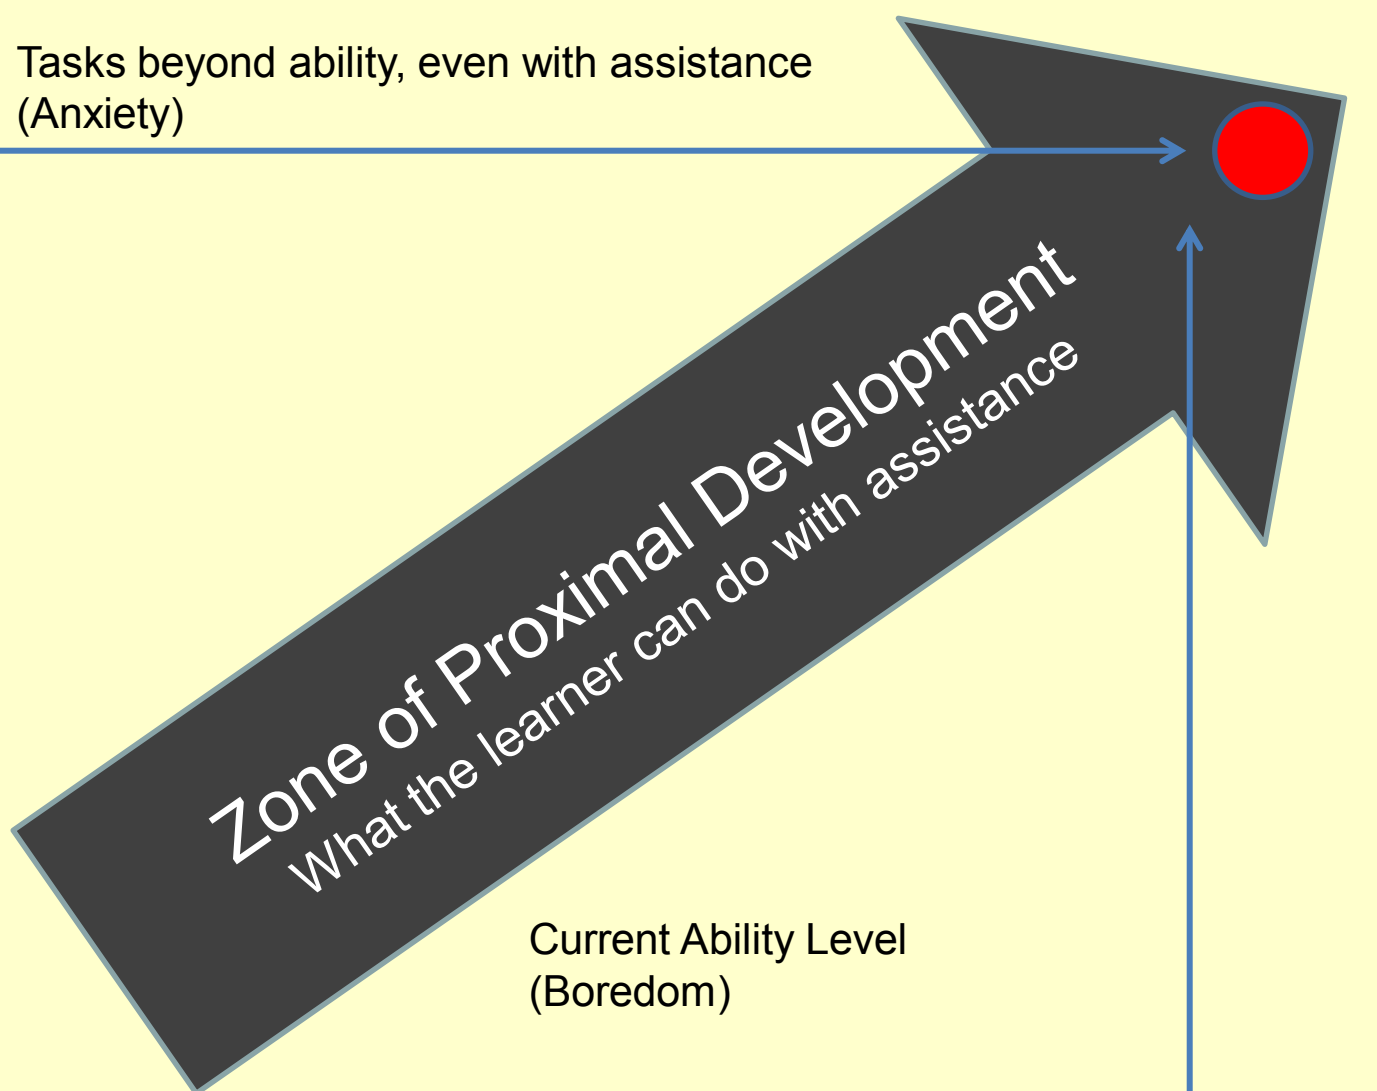 Tasks beyond ability, even with assistance
(Anxiety)
Zone of Proximal Development
What the learner can do with assistance
Current Ability Level
(Boredom)